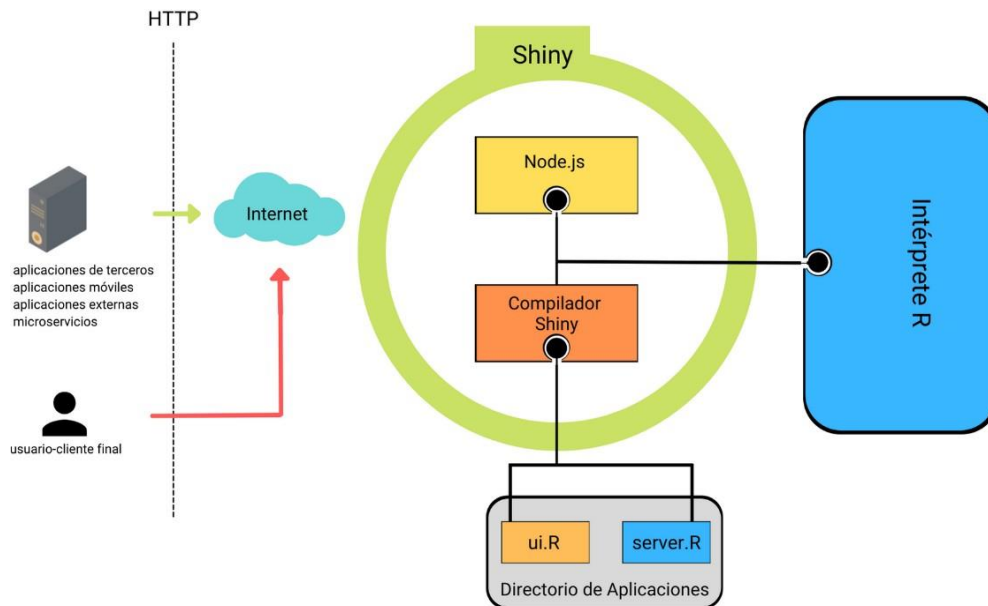 HTTP
Shiny
Node.js
Internet
Intérprete R
aplicaciones de terceros
aplicaciones móviles
aplicaciones externas
microservicios
Compilador
Shiny
usuario-cliente final
ui.R
server.R
Directorio de Aplicaciones